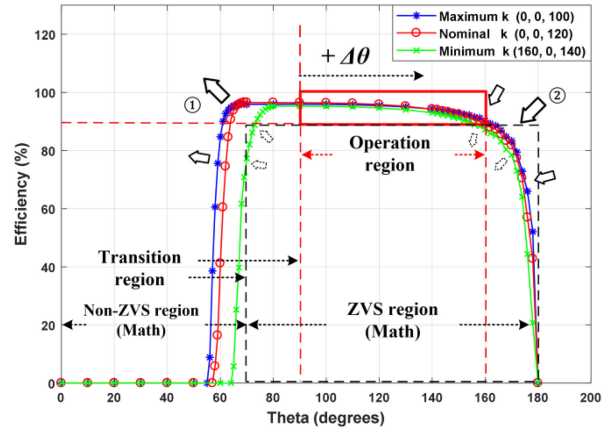 120
100
80
60
40
20
0
Efficiency (%)
0
20
40
60
80
100
120
140
160
180
200
Theta (degrees)
Maximum k (0, 0, 100)
Nominal k (0, 0, 120)
Minimum k (160, 0, 140)
+ Δθ
①
②
Operation
region
Transition
region
Non-ZVS region
(Math)
ZVS region
(Math)